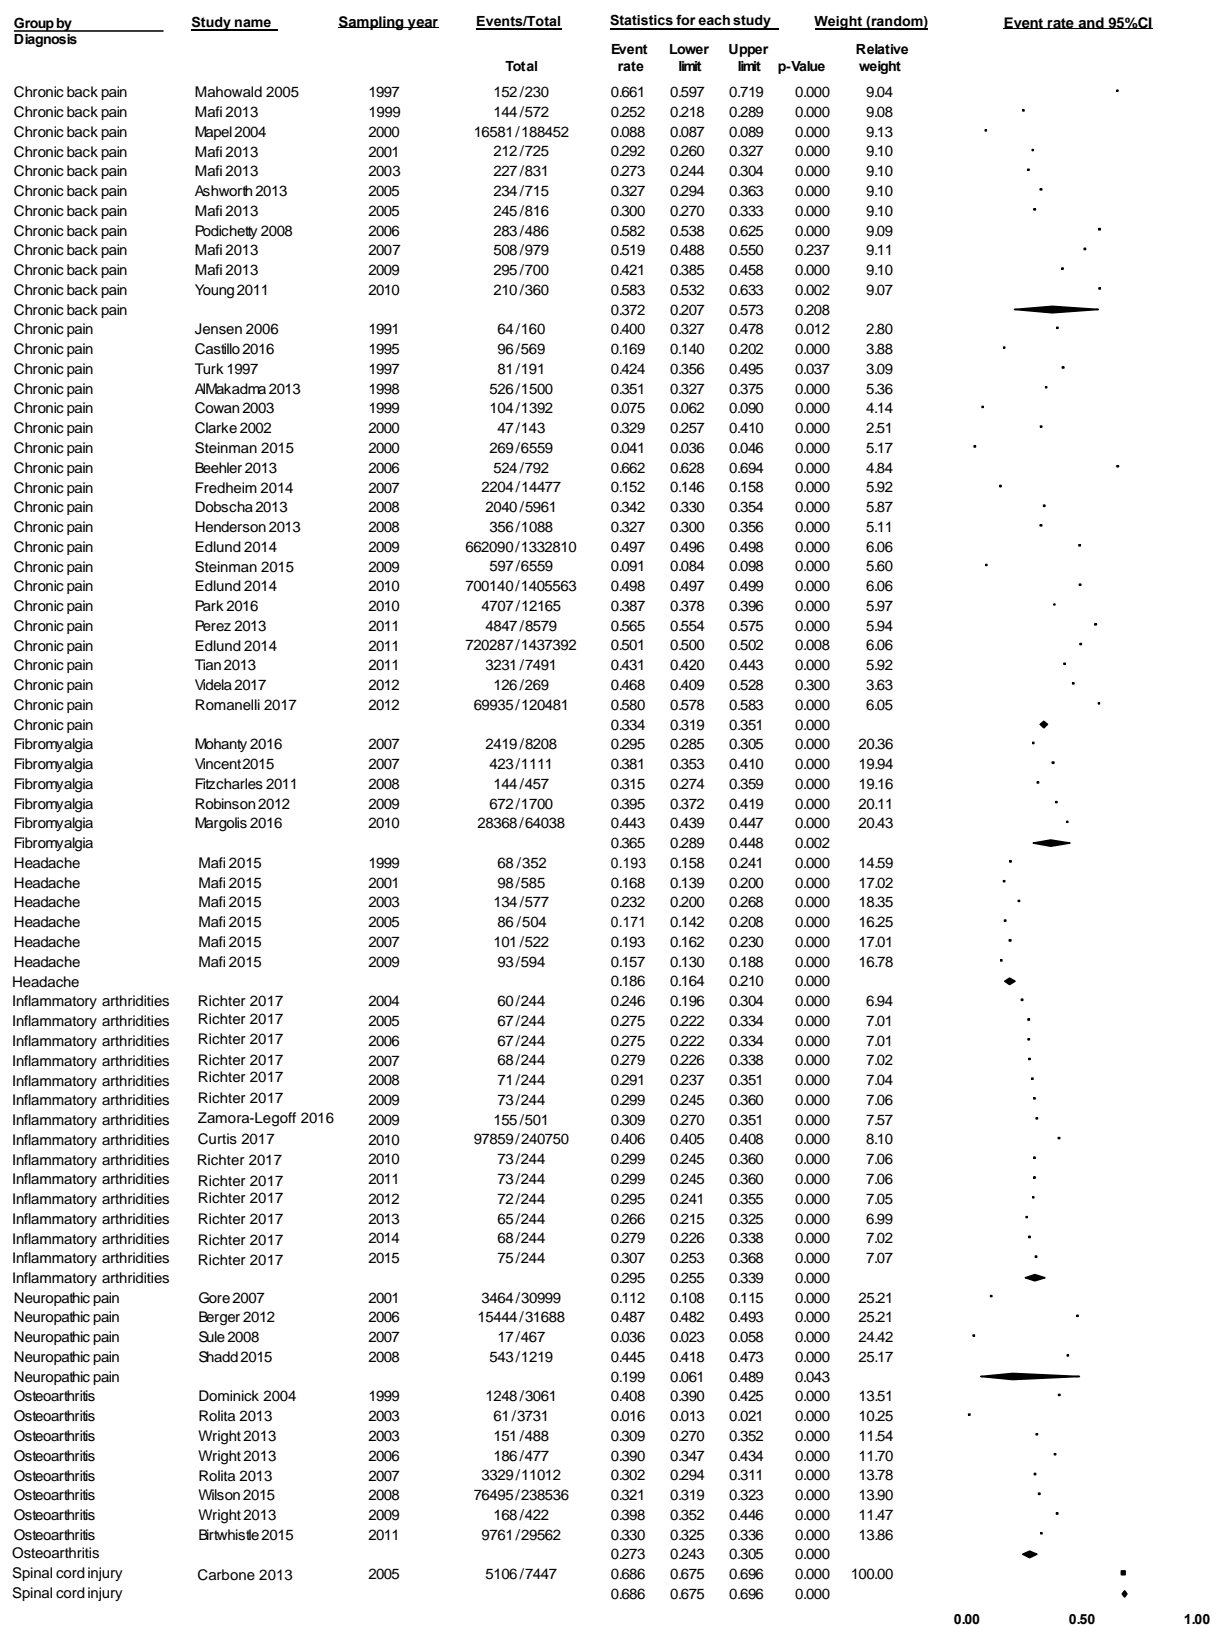 Group by Study name Sampling year Events/Total Statistics for each study Weight (random) Event rate and 95%CI
Diagnosis
Event Lower Upper Relative
Total rate limit limit p-Value weight
Chronic back pain Mahowald 2005 1997 152/230 0.661 0.597 0.719 0.000 9.04
Chronic back pain Mafi 2013 1999 144/572 0.252 0.218 0.289 0.000 9.08
Chronic back pain Mapel 2004 2000 16581/188452 0.088 0.087 0.089 0.000 9.13
Chronic back pain Mafi 2013 2001 212/725 0.292 0.260 0.327 0.000 9.10
Chronic back pain Mafi 2013 2003 227/831 0.273 0.244 0.304 0.000 9.10
Chronic back pain Ashworth 2013 2005 234/715 0.327 0.294 0.363 0.000 9.10
Chronic back pain Mafi 2013 2005 245/816 0.300 0.270 0.333 0.000 9.10
Chronic back pain Podichetty 2008 2006 283/486 0.582 0.538 0.625 0.000 9.09
Chronic back pain Mafi 2013 2007 508/979 0.519 0.488 0.550 0.237 9.11
Chronic back pain Mafi 2013 2009 295/700 0.421 0.385 0.458 0.000 9.10
Chronic back pain Young 2011 2010 210/360 0.583 0.532 0.633 0.002 9.07
Chronic back pain 0.372 0.207 0.573 0.208
Chronic pain Jensen 2006 1991 64/160 0.400 0.327 0.478 0.012 2.80
Chronic pain Castillo 2016 1995 96/569 0.169 0.140 0.202 0.000 3.88
Chronic pain Turk 1997 1997 81/191 0.424 0.356 0.495 0.037 3.09
Chronic pain AlMakadma 2013 1998 526/1500 0.351 0.327 0.375 0.000 5.36
Chronic pain Cowan 2003 1999 104/1392 0.075 0.062 0.090 0.000 4.14
Chronic pain Clarke 2002 2000 47/143 0.329 0.257 0.410 0.000 2.51
Chronic pain Steinman 2015 2000 269/6559 0.041 0.036 0.046 0.000 5.17
Chronic pain Beehler 2013 2006 524/792 0.662 0.628 0.694 0.000 4.84
Chronic pain Fredheim 2014 2007 2204/14477 0.152 0.146 0.158 0.000 5.92
Chronic pain Dobscha 2013 2008 2040/5961 0.342 0.330 0.354 0.000 5.87
Chronic pain Henderson 2013 2008 356/1088 0.327 0.300 0.356 0.000 5.11
Chronic pain Edlund 2014 2009 662090/1332810 0.497 0.496 0.498 0.000 6.06
Chronic pain Steinman 2015 2009 597/6559 0.091 0.084 0.098 0.000 5.60
Chronic pain Edlund 2014 2010 700140/1405563 0.498 0.497 0.499 0.000 6.06
Chronic pain Park 2016 2010 4707/12165 0.387 0.378 0.396 0.000 5.97
Chronic pain Perez 2013 2011 4847/8579 0.565 0.554 0.575 0.000 5.94
Chronic pain Edlund 2014 2011 720287/1437392 0.501 0.500 0.502 0.008 6.06
Chronic pain Tian 2013 2011 3231/7491 0.431 0.420 0.443 0.000 5.92
Chronic pain Videla 2017 2012 126/269 0.468 0.409 0.528 0.300 3.63
Chronic pain Romanelli 2017 2012 69935/120481 0.580 0.578 0.583 0.000 6.05
Chronic pain 0.334 0.319 0.351 0.000
Fibromyalgia Mohanty 2016 2007 2419/8208 0.295 0.285 0.305 0.000 20.36
Fibromyalgia Vincent 2015 2007 423/1111 0.381 0.353 0.410 0.000 19.94
Fibromyalgia Fitzcharles 2011 2008 144/457 0.315 0.274 0.359 0.000 19.16
Fibromyalgia Robinson 2012 2009 672/1700 0.395 0.372 0.419 0.000 20.11
Fibromyalgia Margolis 2016 2010 28368/64038 0.443 0.439 0.447 0.000 20.43
Fibromyalgia 0.365 0.289 0.448 0.002
Headache Mafi 2015 1999 68/352 0.193 0.158 0.241 0.000 14.59
Headache Mafi 2015 2001 98/585 0.168 0.139 0.200 0.000 17.02
Headache Mafi 2015 2003 134/577 0.232 0.200 0.268 0.000 18.35
Headache Mafi 2015 2005 86/504 0.171 0.142 0.208 0.000 16.25
Headache Mafi 2015 2007 101/522 0.193 0.162 0.230 0.000 17.01
Headache Mafi 2015 2009 93/594 0.157 0.130 0.188 0.000 16.78
Headache 0.186 0.164 0.210 0.000
Inflammatory arthridities Richter 2017 2004 60/244 0.246 0.196 0.304 0.000 6.94
Inflammatory arthridities Richter 2017 2005 67/244 0.275 0.222 0.334 0.000 7.01
Inflammatory arthridities Richter 2017 2006 67/244 0.275 0.222 0.334 0.000 7.01
Inflammatory arthridities Richter 2017 2007 68/244 0.279 0.226 0.338 0.000 7.02
Inflammatory arthridities Richter 2017 2008 71/244 0.291 0.237 0.351 0.000 7.04
Inflammatory arthridities Richter 2017 2009 73/244 0.299 0.245 0.360 0.000 7.06
Inflammatory arthridities Zamora-Legoff 2016 2009 155/501 0.309 0.270 0.351 0.000 7.57
Inflammatory arthridities Curtis 2017 2010 97859/240750 0.406 0.405 0.408 0.000 8.10
Inflammatory arthridities Richter 2017 2010 73/244 0.299 0.245 0.360 0.000 7.06
Inflammatory arthridities Richter 2017 2011 73/244 0.299 0.245 0.360 0.000 7.06
Inflammatory arthridities Richter 2017 2012 72/244 0.295 0.241 0.355 0.000 7.05
Inflammatory arthridities Richter 2017 2013 65/244 0.266 0.215 0.325 0.000 6.99
Inflammatory arthridities Richter 2017 2014 68/244 0.279 0.226 0.338 0.000 7.02
Inflammatory arthridities Richter 2017 2015 75/244 0.307 0.253 0.368 0.000 7.07
Inflammatory arthridities 0.295 0.255 0.339 0.000
Neuropathic pain Gore 2007 2001 3464/30999 0.112 0.108 0.115 0.000 25.21
Neuropathic pain Berger 2012 2006 15444/31688 0.487 0.482 0.493 0.000 25.21
Neuropathic pain Sule 2008 2007 17/467 0.036 0.023 0.058 0.000 24.42
Neuropathic pain Shadd 2015 2008 543/1219 0.445 0.418 0.473 0.000 25.17
Neuropathic pain 0.199 0.061 0.489 0.043
Osteoarthritis Dominick 2004 1999 1248/3061 0.408 0.390 0.425 0.000 13.51
Osteoarthritis Rolita 2013 2003 61/3731 0.016 0.013 0.021 0.000 10.25
Osteoarthritis Wright 2013 2003 151/488 0.309 0.270 0.352 0.000 11.54
Osteoarthritis Wright 2013 2006 186/477 0.390 0.347 0.434 0.000 11.70
Osteoarthritis Rolita 2013 2007 3329/11012 0.302 0.294 0.311 0.000 13.78
Osteoarthritis Wilson 2015 2008 76495/238536 0.321 0.319 0.323 0.000 13.90
Osteoarthritis Wright 2013 2009 168/422 0.398 0.352 0.446 0.000 11.47
Osteoarthritis Birtwhistle 2015 2011 9761/29562 0.330 0.325 0.336 0.000 13.86
Osteoarthritis 0.273 0.243 0.305 0.000
Spinal cord injury Carbone 2013 2005 5106/7447 0.686 0.675 0.696 0.000 100.00
Spinal cord injury 0.686 0.675 0.696 0.000
0.00 0.50 1.00